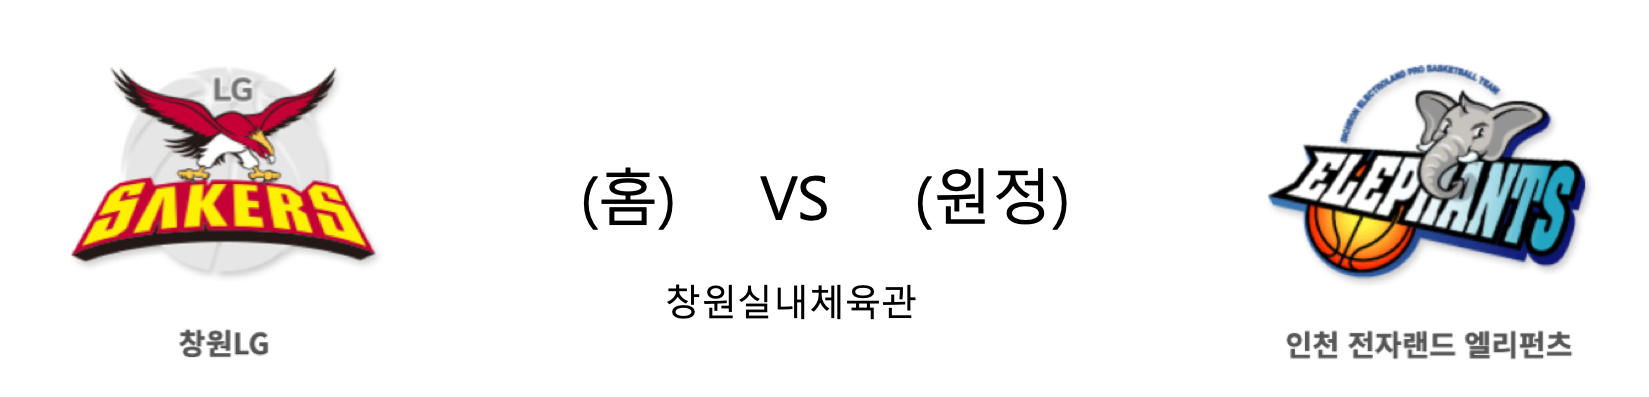 LG
SAKERS
창원LG
(홈) VS (원정)
창원실내체육관
INCHEON ELECTROLAND PRO BASKETBALL TEAM
ELEPHANTS
인천 전자랜드 엘리펀츠